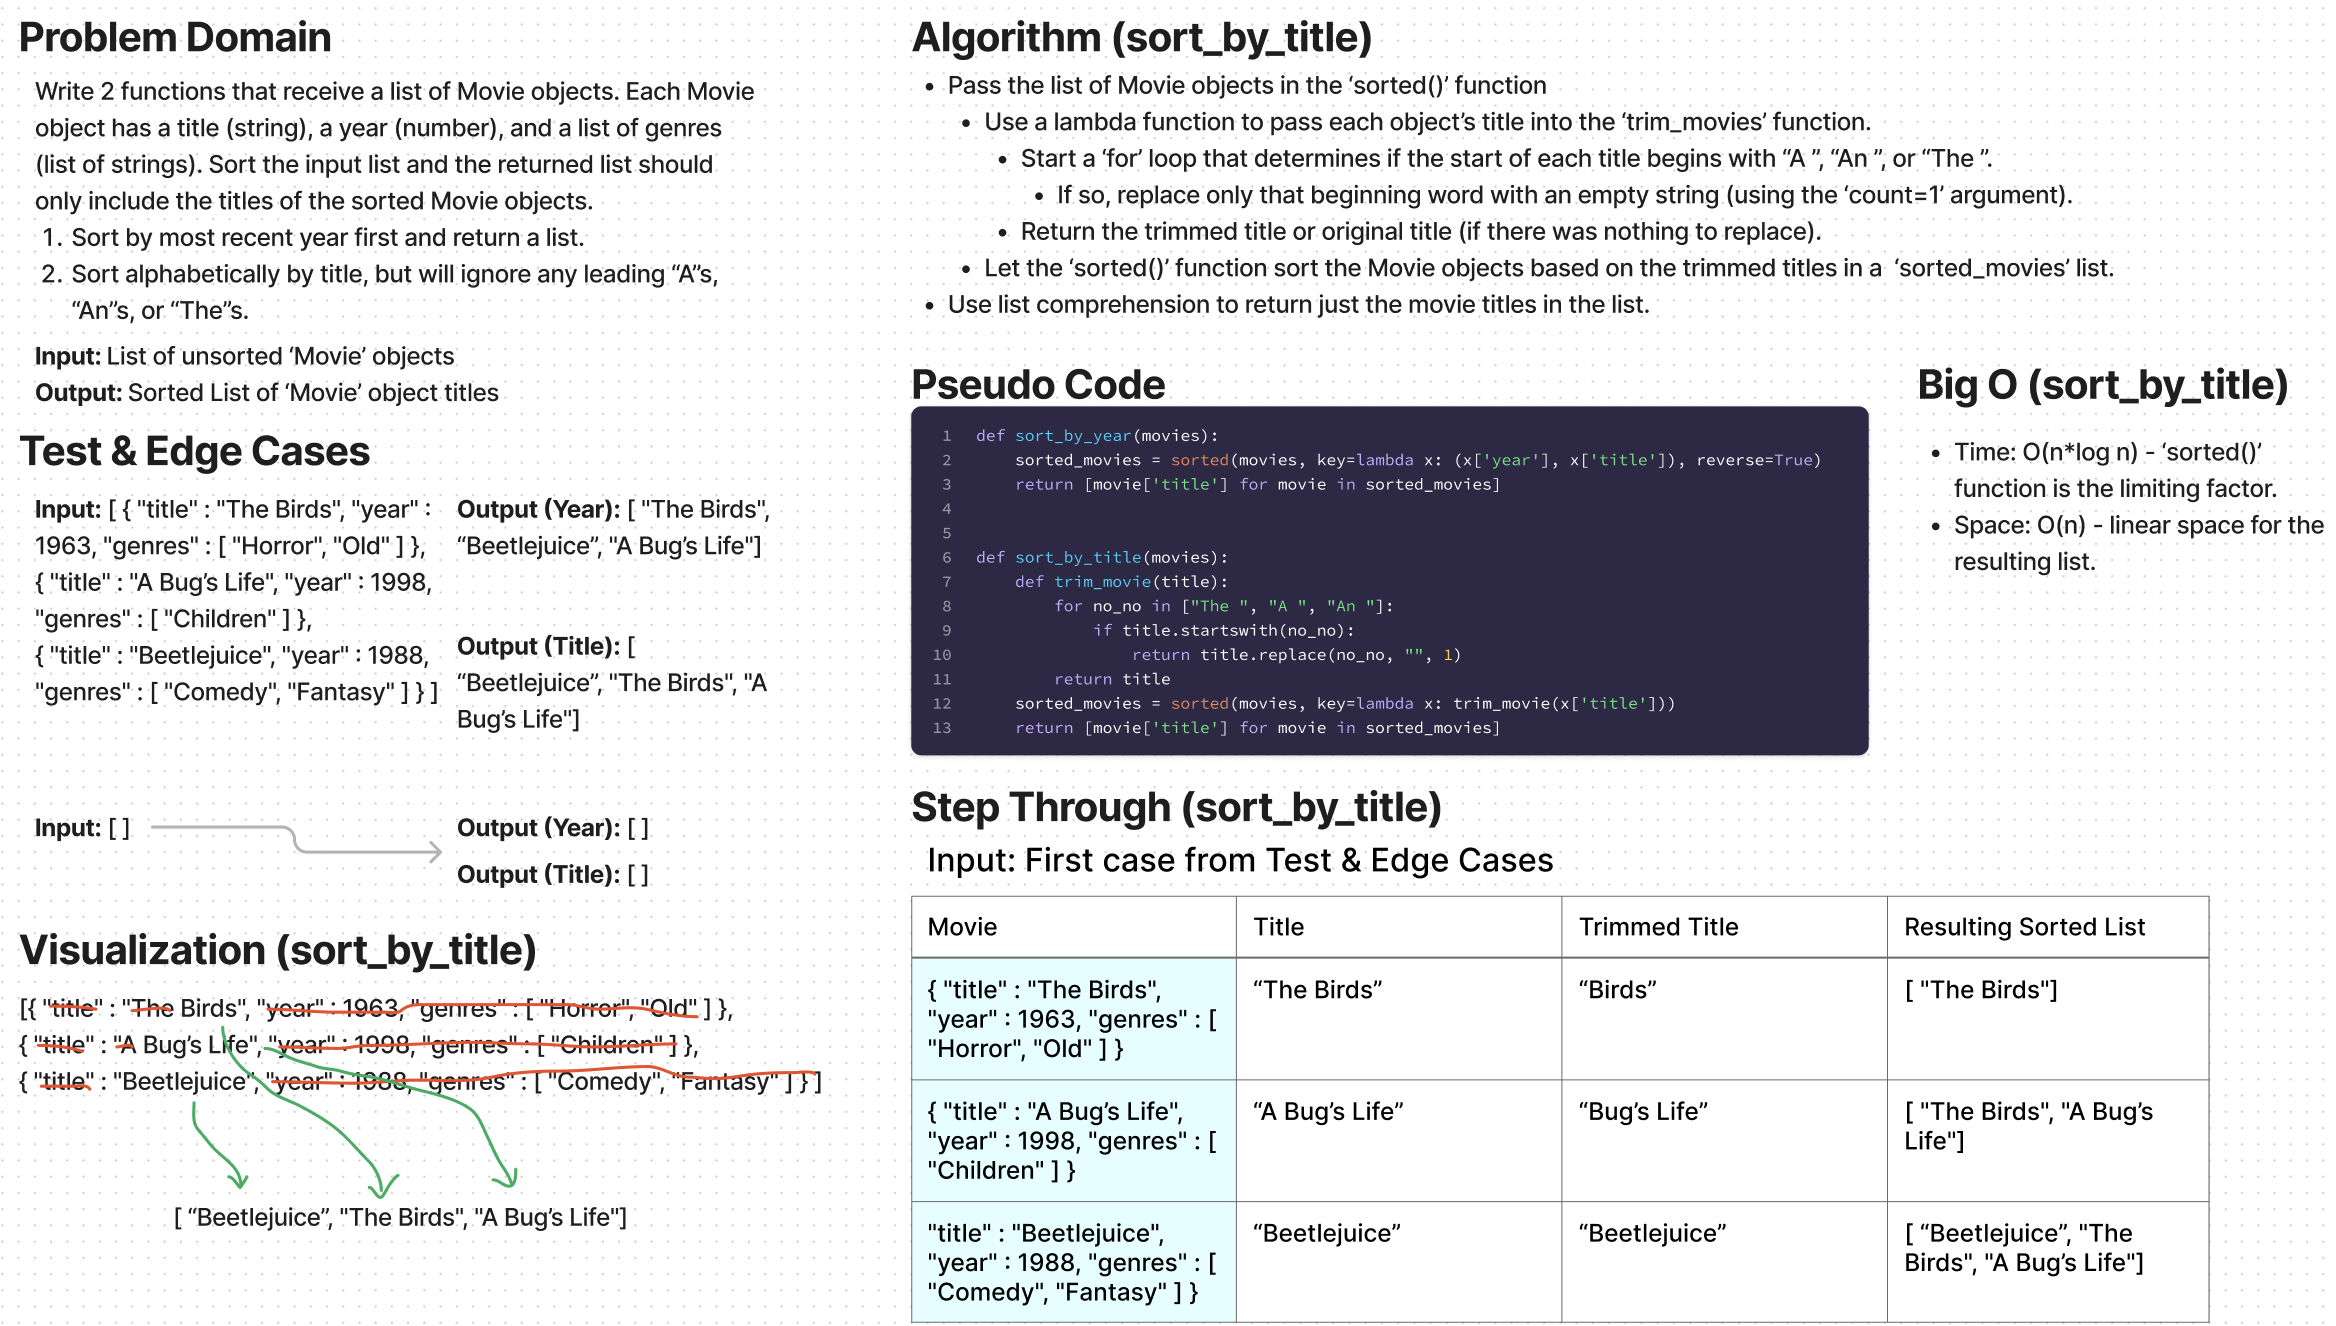 Problem Domain
Write 2 functions that receive a list of Movie objects. Each Movie
object has a title (string), a year (number), and a list of genres
(list of strings). Sort the input list and the returned list should
only include the titles of the sorted Movie objects.
1. Sort by most recent year first and return a list.
2. Sort alphabetically by title, but will ignore any leading “A”s,
“An”s, or “The”s.
Input: List of unsorted ‘Movie’ objects
Output: Sorted List of ‘Movie’ object titles
Test & Edge Cases
Input: [ { "title" : "The Birds", "year" :
1963, "genres" : [ "Horror", "Old" ] },
{ "title" : "A Bug’s Life", "year" : 1998,
"genres" : [ "Children" ] },
{ "title" : "Beetlejuice", "year" : 1988,
"genres" : [ "Comedy", "Fantasy" ] } ]
Output (Year): [ "The Birds",
“Beetlejuice”, "A Bug’s Life"]
Output (Title): [
“Beetlejuice”, "The Birds", "A
Bug’s Life"]
Input: [ ]
Output (Year): [ ]
Output (Title): [ ]
Visualization (sort_by_title)
[{ "title" : "The Birds", "year" : 1963, "genres" : [ "Horror", "Old" ] },
{ "title" : "A Bug’s Life", "year" : 1998, "genres" : [ "Children" ] },
{ "title" : "Beetlejuice", "year" : 1988, "genres" : [ "Comedy", "Fantasy" ] } ]
[ “Beetlejuice”, "The Birds", "A Bug’s Life"]
Algorithm (sort_by_title)
• Pass the list of Movie objects in the ‘sorted()’ function
• Use a lambda function to pass each object’s title into the ‘trim_movies’ function.
• Start a ‘for’ loop that determines if the start of each title begins with “A ”, “An ”, or “The ”.
• If so, replace only that beginning word with an empty string (using the ‘count=1’ argument).
• Return the trimmed title or original title (if there was nothing to replace).
• Let the ‘sorted()’ function sort the Movie objects based on the trimmed titles in a ‘sorted_movies’ list.
• Use list comprehension to return just the movie titles in the list.
Pseudo Code
1 def sort_by_year(movies):
2     sorted_movies = sorted(movies, key=lambda x: (x['year'], x['title']), reverse=True)
3     return [movie['title'] for movie in sorted_movies]
4
5
6 def sort_by_title(movies):
7     def trim_movie(title):
8         for no_no in ["The ", "A ", "An "]:
9             if title.startswith(no_no):
10                 return title.replace(no_no, "", 1)
11         return title
12     sorted_movies = sorted(movies, key=lambda x: trim_movie(x['title']))
13     return [movie['title'] for movie in sorted_movies]
Big O (sort_by_title)
• Time: O(n*log n) - ‘sorted()’
function is the limiting factor.
• Space: O(n) - linear space for the
resulting list.
Step Through (sort_by_title)
Input: First case from Test & Edge Cases
Movie Title Trimmed Title Resulting Sorted List
{ "title" : "The Birds",
"year" : 1963, "genres" : [
"Horror", "Old" ] }
“The Birds”
“Birds”
[ "The Birds"]
{ "title" : "A Bug’s Life",
"year" : 1998, "genres" : [
"Children" ] }
“A Bug’s Life”
“Bug’s Life”
[ "The Birds", "A Bug’s
Life"]
"title" : "Beetlejuice",
"year" : 1988, "genres" : [
"Comedy", "Fantasy" ] }
“Beetlejuice”
“Beetlejuice”
[ “Beetlejuice”, "The
Birds", "A Bug’s Life"]